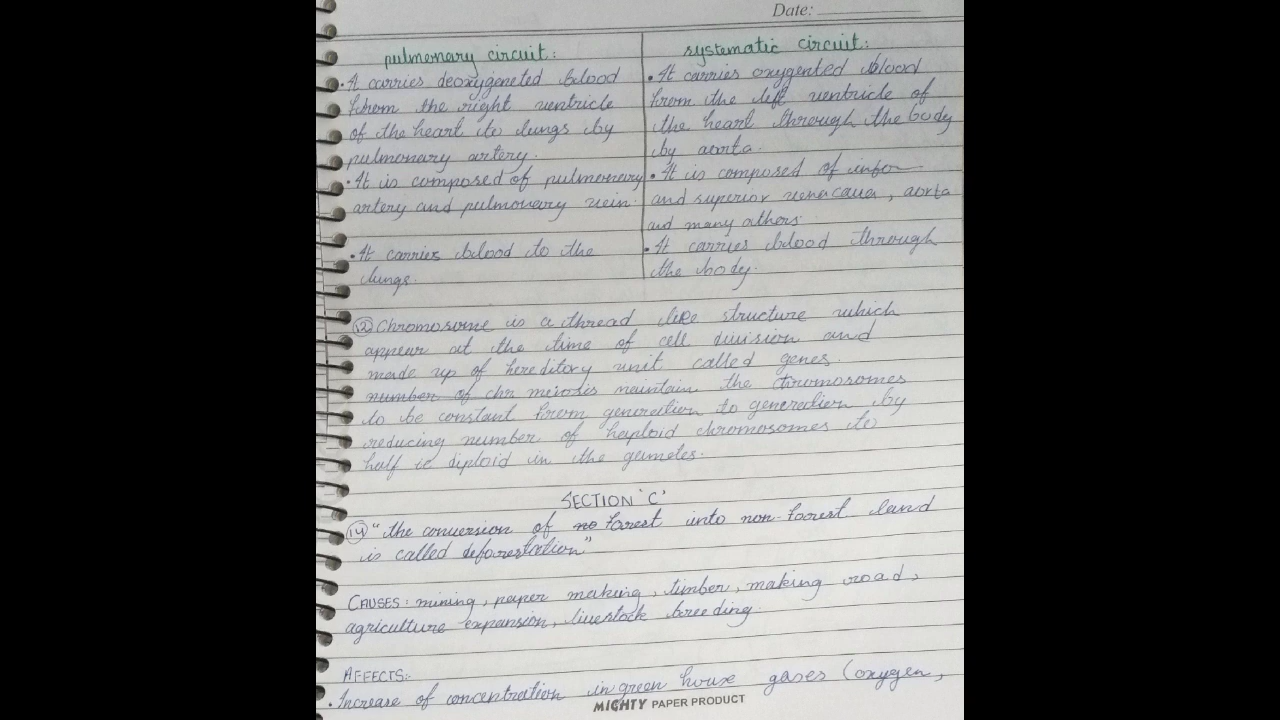 Date:
pulmonary circuit:
• It carries deoxygeneted blood
from the right ventricle
of the heart to lungs by
pulmonary artery.
• It is composed of pulmonary
artery and pulmonary vein.
• It carries blood to the
lungs.
systematic circuit:
• It carries oxygented blood
from the left ventricle of
the heart through the body
by aorta.
• It is composed of infer
and superior venacava, aorta
and many others.
• It carries blood through
the body.
12 Chromosome is a thread like structure which
appear at the time of cell division and
made up of hereditory unit called genes.
number of chr meiosis maintain the chromosomes
to be constant from generation to generation by
reducing number of haploid chromosomes to
half ie diploid in the gametes.
SECTION 'C'
14 "the conversion of no forest into non-forest land
is called deforestation"
CAUSES: mining, paper making, timber, making road,
agriculture expansion, livestock breeding.
AFFECTS:-
• Increase of concentration in green house gases (oxygen,
MIGHTY PAPER PRODUCT